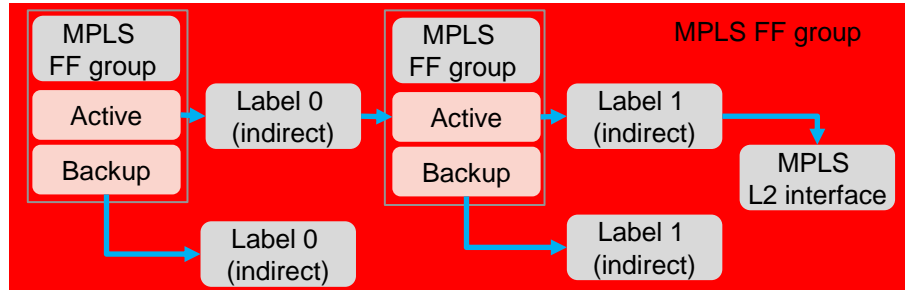 MPLS FF group
MPLS
FF group
Active
Backup
Label 0
(indirect)
Label 0
(indirect)
MPLS
FF group
Active
Backup
Label 1
(indirect)
Label 1
(indirect)
MPLS
L2 interface